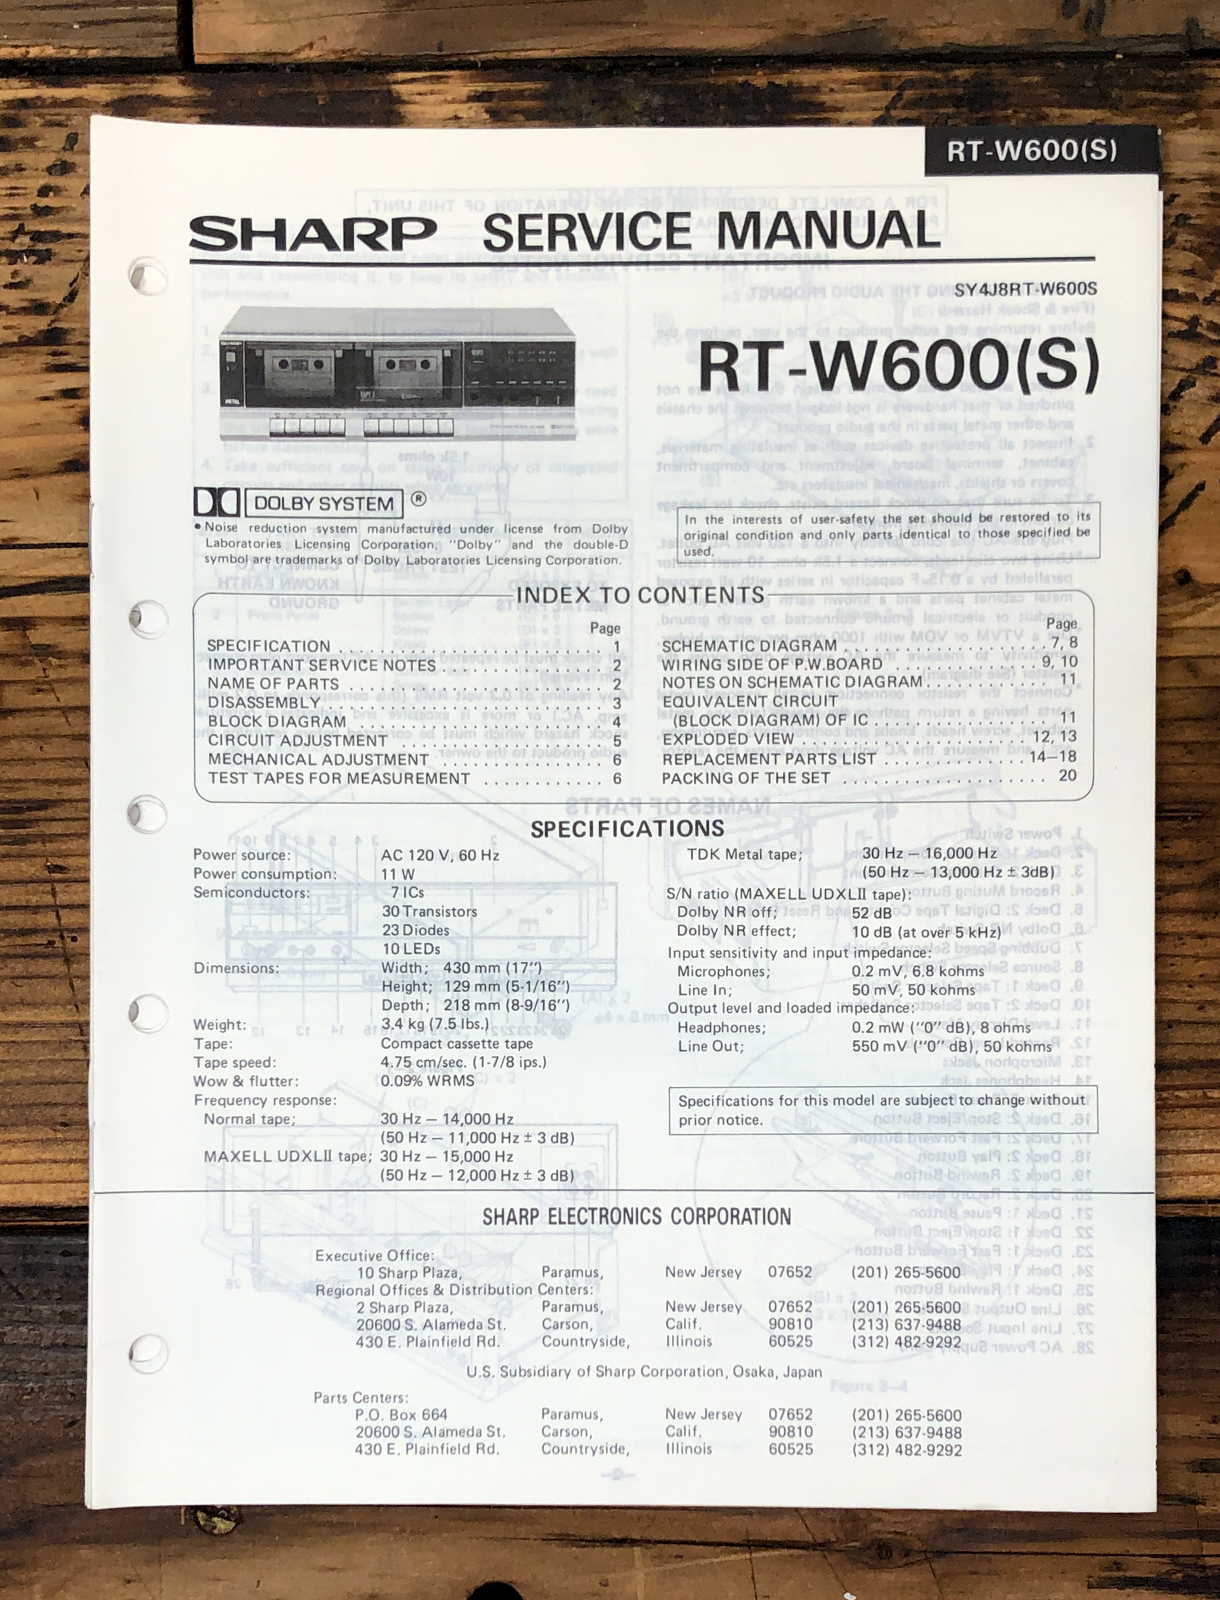 RT-W600(S)
SHARP SERVICE MANUAL
SY4J8RT-W600S
RT-W600(S)
METAL
DOLBY SYSTEM ®
• Noise reduction system manufactured under license from Dolby
Laboratories Licensing Corporation, "Dolby" and the double-D
symbol are trademarks of Dolby Laboratories Licensing Corporation.
In the interests of user-safety the set should be restored to its
original condition and only parts identical to those specified be
used.
INDEX TO CONTENTS
Page
SPECIFICATION . . . . . . . . . . 1
IMPORTANT SERVICE NOTES . . . . . . . . . . 2
NAME OF PARTS . . . . . . . . . . 2
DISASSEMBLY . . . . . . . . . . 3
BLOCK DIAGRAM . . . . . . . . . . 4
CIRCUIT ADJUSTMENT . . . . . . . . . . 5
MECHANICAL ADJUSTMENT . . . . . . . . . . 6
TEST TAPES FOR MEASUREMENT . . . . . . . . . . 6
Page
SCHEMATIC DIAGRAM . . . . . . . . . . 7, 8
WIRING SIDE OF P.W.BOARD . . . . . . . . . . 9, 10
NOTES ON SCHEMATIC DIAGRAM . . . . . . . . . . 11
EQUIVALENT CIRCUIT
(BLOCK DIAGRAM) OF IC . . . . . . . . . . 11
EXPLODED VIEW . . . . . . . . . . 12, 13
REPLACEMENT PARTS LIST . . . . . . . . . . 14–18
PACKING OF THE SET . . . . . . . . . . 20
SPECIFICATIONS
Power source: AC 120 V, 60 Hz
Power consumption: 11 W
Semiconductors: 7 ICs
30 Transistors
23 Diodes
10 LEDs
Dimensions: Width; 430 mm (17")
Height; 129 mm (5-1/16")
Depth; 218 mm (8-9/16")
Weight: 3.4 kg (7.5 lbs.)
Tape: Compact cassette tape
Tape speed: 4.75 cm/sec. (1-7/8 ips.)
Wow & flutter: 0.09% WRMS
Frequency response:
Normal tape; 30 Hz – 14,000 Hz
(50 Hz – 11,000 Hz ± 3 dB)
MAXELL UDXLII tape; 30 Hz – 15,000 Hz
(50 Hz – 12,000 Hz ± 3 dB)
TDK Metal tape; 30 Hz – 16,000 Hz
(50 Hz – 13,000 Hz ± 3dB)
S/N ratio (MAXELL UDXLII tape):
Dolby NR off; 52 dB
Dolby NR effect; 10 dB (at over 5 kHz)
Input sensitivity and input impedance:
Microphones; 0.2 mV, 6.8 kohms
Line In; 50 mV, 50 kohms
Output level and loaded impedance:
Headphones; 0.2 mW ("0" dB), 8 ohms
Line Out; 550 mV ("0" dB), 50 kohms
Specifications for this model are subject to change without
prior notice.
SHARP ELECTRONICS CORPORATION
Executive Office:
10 Sharp Plaza, Paramus, New Jersey 07652 (201) 265-5600
Regional Offices & Distribution Centers:
2 Sharp Plaza, Paramus, New Jersey 07652 (201) 265-5600
20600 S. Alameda St. Carson, Calif. 90810 (213) 637-9488
430 E. Plainfield Rd. Countryside, Illinois 60525 (312) 482-9292
U.S. Subsidiary of Sharp Corporation, Osaka, Japan
Parts Centers:
P.O. Box 664 Paramus, New Jersey 07652 (201) 265-5600
20600 S. Alameda St. Carson, Calif. 90810 (213) 637-9488
430 E. Plainfield Rd. Countryside, Illinois 60525 (312) 482-9292